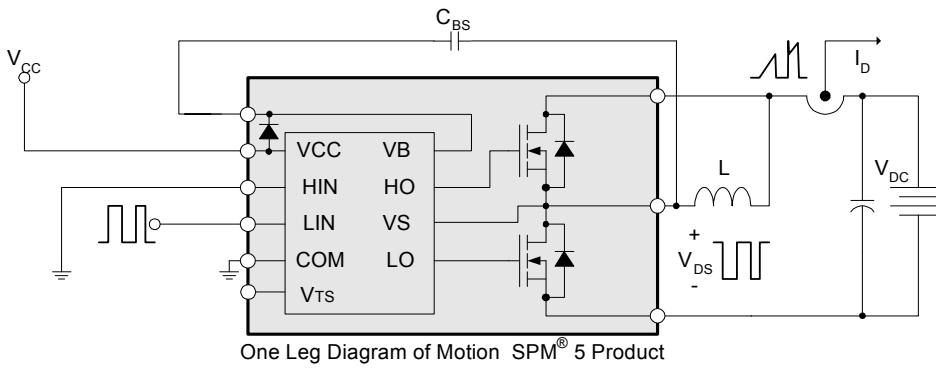 C_BS
V_CC
I_D
VCC VB
HIN HO
LIN VS
COM LO
V_TS
L
V_DC
+
V_DS
-
One Leg Diagram of Motion SPM® 5 Product